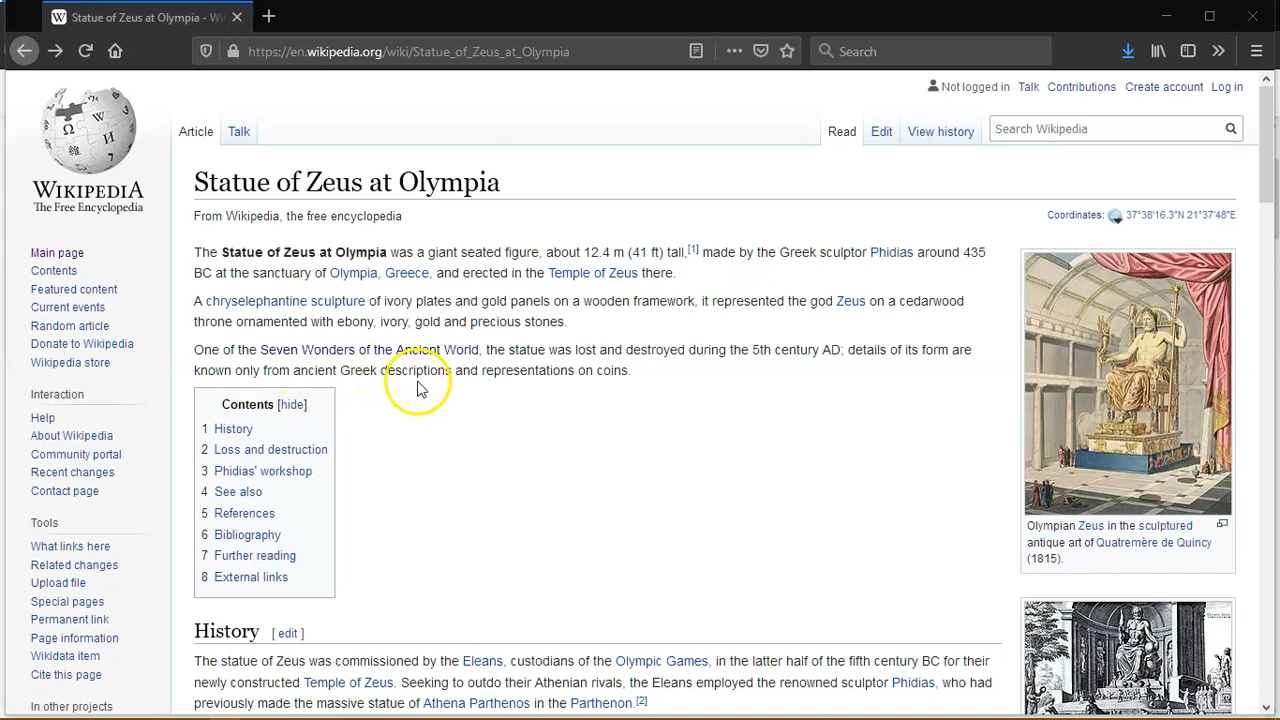 Statue of Zeus at Olympia - Wi
https://en.wikipedia.org/wiki/Statue_of_Zeus_at_Olympia
Search
Not logged in Talk Contributions Create account Log in
Article Talk Read Edit View history Search Wikipedia
WIKIPEDIA
The Free Encyclopedia
Main page
Contents
Featured content
Current events
Random article
Donate to Wikipedia
Wikipedia store
Interaction
Help
About Wikipedia
Community portal
Recent changes
Contact page
Tools
What links here
Related changes
Upload file
Special pages
Permanent link
Page information
Wikidata item
Cite this page
In other projects
Statue of Zeus at Olympia
From Wikipedia, the free encyclopedia
Coordinates: 37°38′16.3″N 21°37′48″E
The Statue of Zeus at Olympia was a giant seated figure, about 12.4 m (41 ft) tall,[1] made by the Greek sculptor Phidias around 435
BC at the sanctuary of Olympia, Greece, and erected in the Temple of Zeus there.
A chryselephantine sculpture of ivory plates and gold panels on a wooden framework, it represented the god Zeus on a cedarwood
throne ornamented with ebony, ivory, gold and precious stones.
One of the Seven Wonders of the Ancient World, the statue was lost and destroyed during the 5th century AD; details of its form are
known only from ancient Greek descriptions and representations on coins.
Contents [hide]
1 History
2 Loss and destruction
3 Phidias' workshop
4 See also
5 References
6 Bibliography
7 Further reading
8 External links
History [ edit ]
The statue of Zeus was commissioned by the Eleans, custodians of the Olympic Games, in the latter half of the fifth century BC for their
newly constructed Temple of Zeus. Seeking to outdo their Athenian rivals, the Eleans employed the renowned sculptor Phidias, who had
previously made the massive statue of Athena Parthenos in the Parthenon.[2]
Olympian Zeus in the sculptured
antique art of Quatremère de Quincy
(1815).